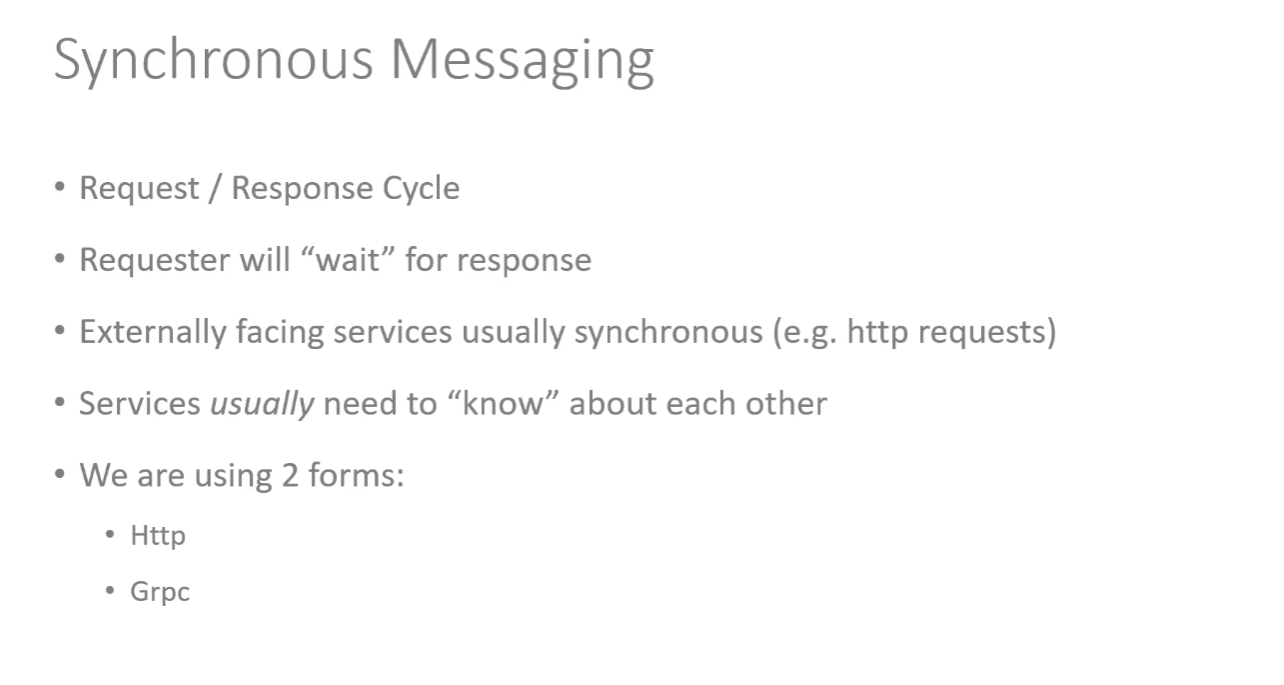 Synchronous Messaging
• Request / Response Cycle
• Requester will “wait” for response
• Externally facing services usually synchronous (e.g. http requests)
• Services usually need to “know” about each other
• We are using 2 forms:
• Http
• Grpc